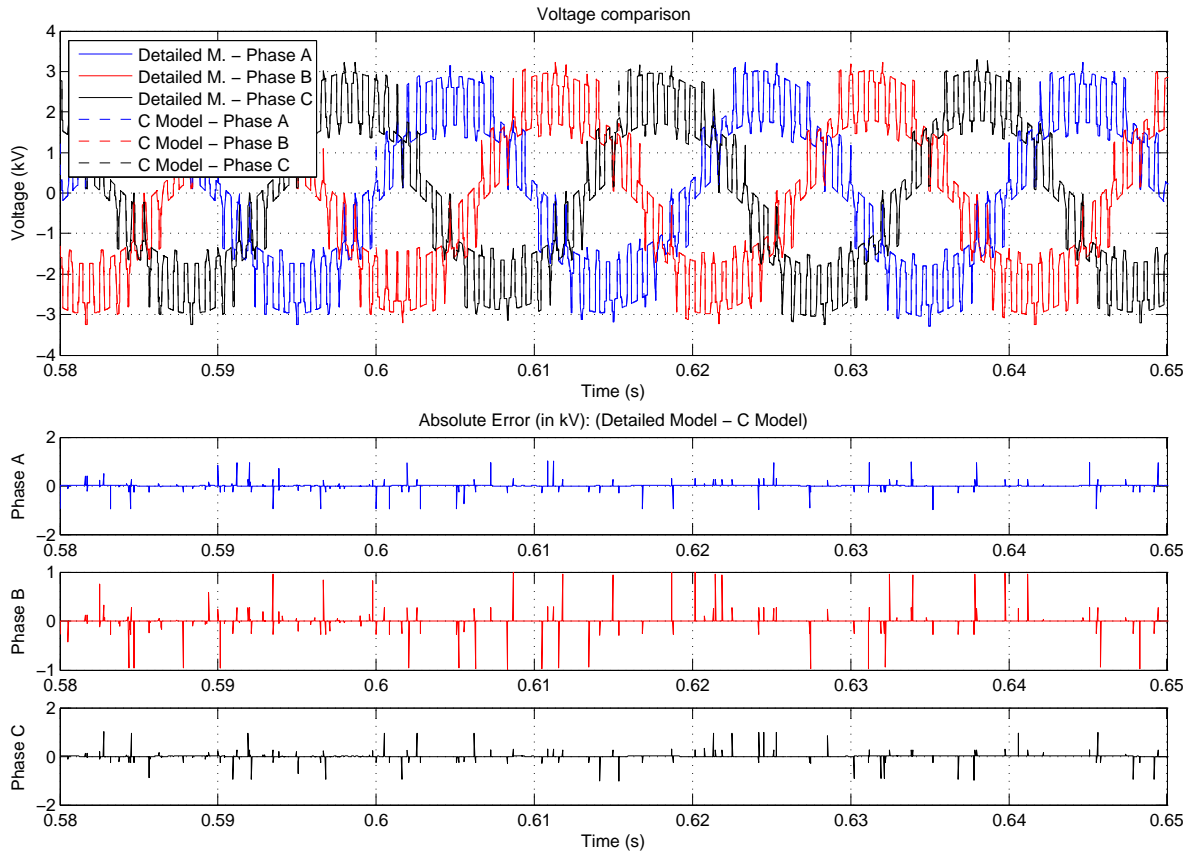 Voltage comparison
Voltage (kV)
4
3
2
1
0
−1
−2
−3
−4
Detailed M. − Phase A
Detailed M. − Phase B
Detailed M. − Phase C
C Model − Phase A
C Model − Phase B
C Model − Phase C
0.58 0.59 0.6 0.61 0.62 0.63 0.64 0.65
Time (s)
Absolute Error (in kV): (Detailed Model − C Model)
Phase A
2
0
−2
0.58 0.59 0.6 0.61 0.62 0.63 0.64 0.65
Phase B
1
0
−1
0.58 0.59 0.6 0.61 0.62 0.63 0.64 0.65
Phase C
2
0
−2
0.58 0.59 0.6 0.61 0.62 0.63 0.64 0.65
Time (s)